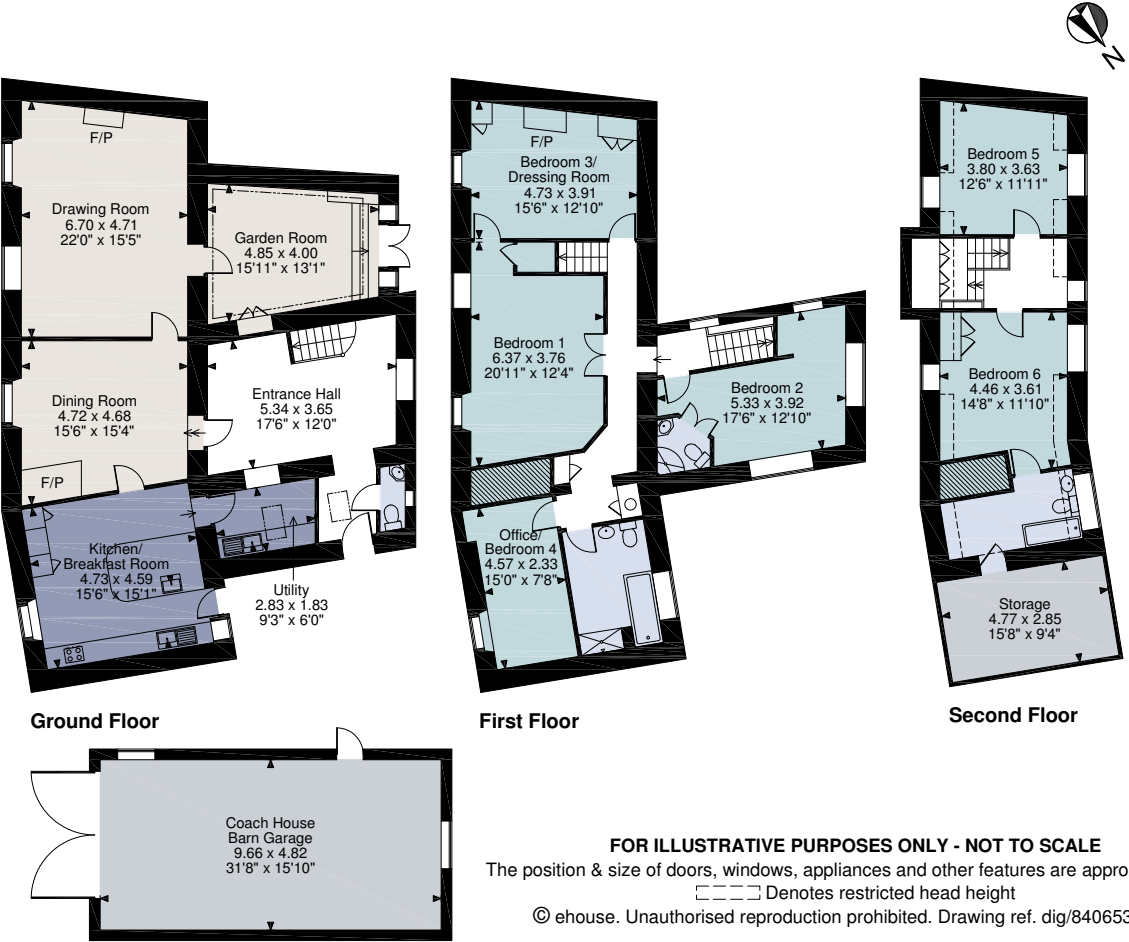 N
F/P
Drawing Room
6.70 x 4.71
22'0" x 15'5"
Garden Room
4.85 x 4.00
15'11" x 13'1"
Dining Room
4.72 x 4.68
15'6" x 15'4"
F/P
Entrance Hall
5.34 x 3.65
17'6" x 12'0"
Kitchen/
Breakfast Room
4.73 x 4.59
15'6" x 15'1"
Utility
2.83 x 1.83
9'3" x 6'0"
Ground Floor
F/P
Bedroom 3/
Dressing Room
4.73 x 3.91
15'6" x 12'10"
Bedroom 1
6.37 x 3.76
20'11" x 12'4"
Bedroom 2
5.33 x 3.92
17'6" x 12'10"
Office/
Bedroom 4
4.57 x 2.33
15'0" x 7'8"
First Floor
Bedroom 5
3.80 x 3.63
12'6" x 11'11"
Bedroom 6
4.46 x 3.61
14'8" x 11'10"
Storage
4.77 x 2.85
15'8" x 9'4"
Second Floor
Coach House
Barn Garage
9.66 x 4.82
31'8" x 15'10"
FOR ILLUSTRATIVE PURPOSES ONLY - NOT TO SCALE
The position & size of doors, windows, appliances and other features are appro
Denotes restricted head height
© ehouse. Unauthorised reproduction prohibited. Drawing ref. dig/840653